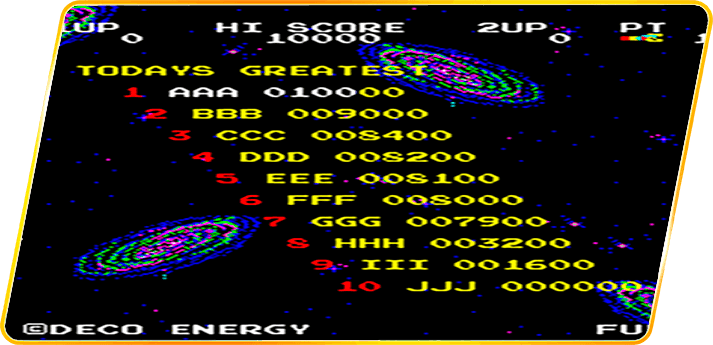 1UP HI SCORE 2UP PT
0 10000 0 1
TODAYS GREATEST
1 AAA 010000
2 BBB 009000
3 CCC 008400
4 DDD 008200
5 EEE 008100
6 FFF 008000
7 GGG 007900
8 HHH 003200
9 III 001600
10 JJJ 000000
©DECO ENERGY FU